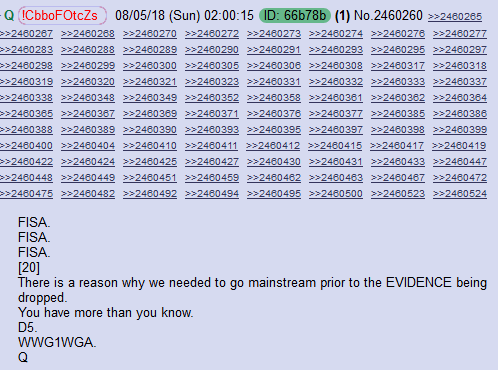 Q !CbboFOtcZs 08/05/18 (Sun) 02:00:15 ID: 66b78b (1) No.2460260 >>2460265
>>2460267 >>2460268 >>2460270 >>2460272 >>2460273 >>2460274 >>2460276 >>2460277
>>2460283 >>2460288 >>2460289 >>2460290 >>2460291 >>2460293 >>2460295 >>2460297
>>2460298 >>2460299 >>2460300 >>2460305 >>2460305 >>2460308 >>2460317 >>2460318
>>2460319 >>2460320 >>2460321 >>2460323 >>2460331 >>2460332 >>2460333 >>2460337
>>2460338 >>2460348 >>2460349 >>2460352 >>2460358 >>2460361 >>2460362 >>2460364
>>2460365 >>2460367 >>2460369 >>2460371 >>2460376 >>2460377 >>2460385 >>2460386
>>2460388 >>2460389 >>2460390 >>2460393 >>2460395 >>2460397 >>2460398 >>2460399
>>2460400 >>2460404 >>2460410 >>2460411 >>2460412 >>2460415 >>2460417 >>2460419
>>2460422 >>2460424 >>2460425 >>2460427 >>2460430 >>2460431 >>2460433 >>2460447
>>2460448 >>2460449 >>2460451 >>2460459 >>2460462 >>2460463 >>2460467 >>2460472
>>2460475 >>2460482 >>2460492 >>2460494 >>2460495 >>2460500 >>2460523 >>2460524
FISA.
FISA.
FISA.
[20]
There is a reason why we needed to go mainstream prior to the EVIDENCE being
dropped.
You have more than you know.
D5.
WWG1WGA.
Q